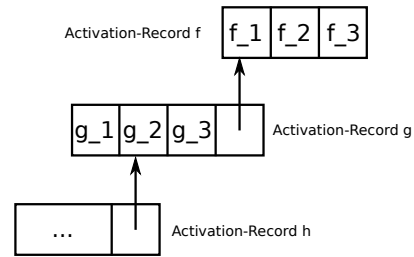 Activation-Record f f_1 f_2 f_3
g_1 g_2 g_3 Activation-Record g
... Activation-Record h